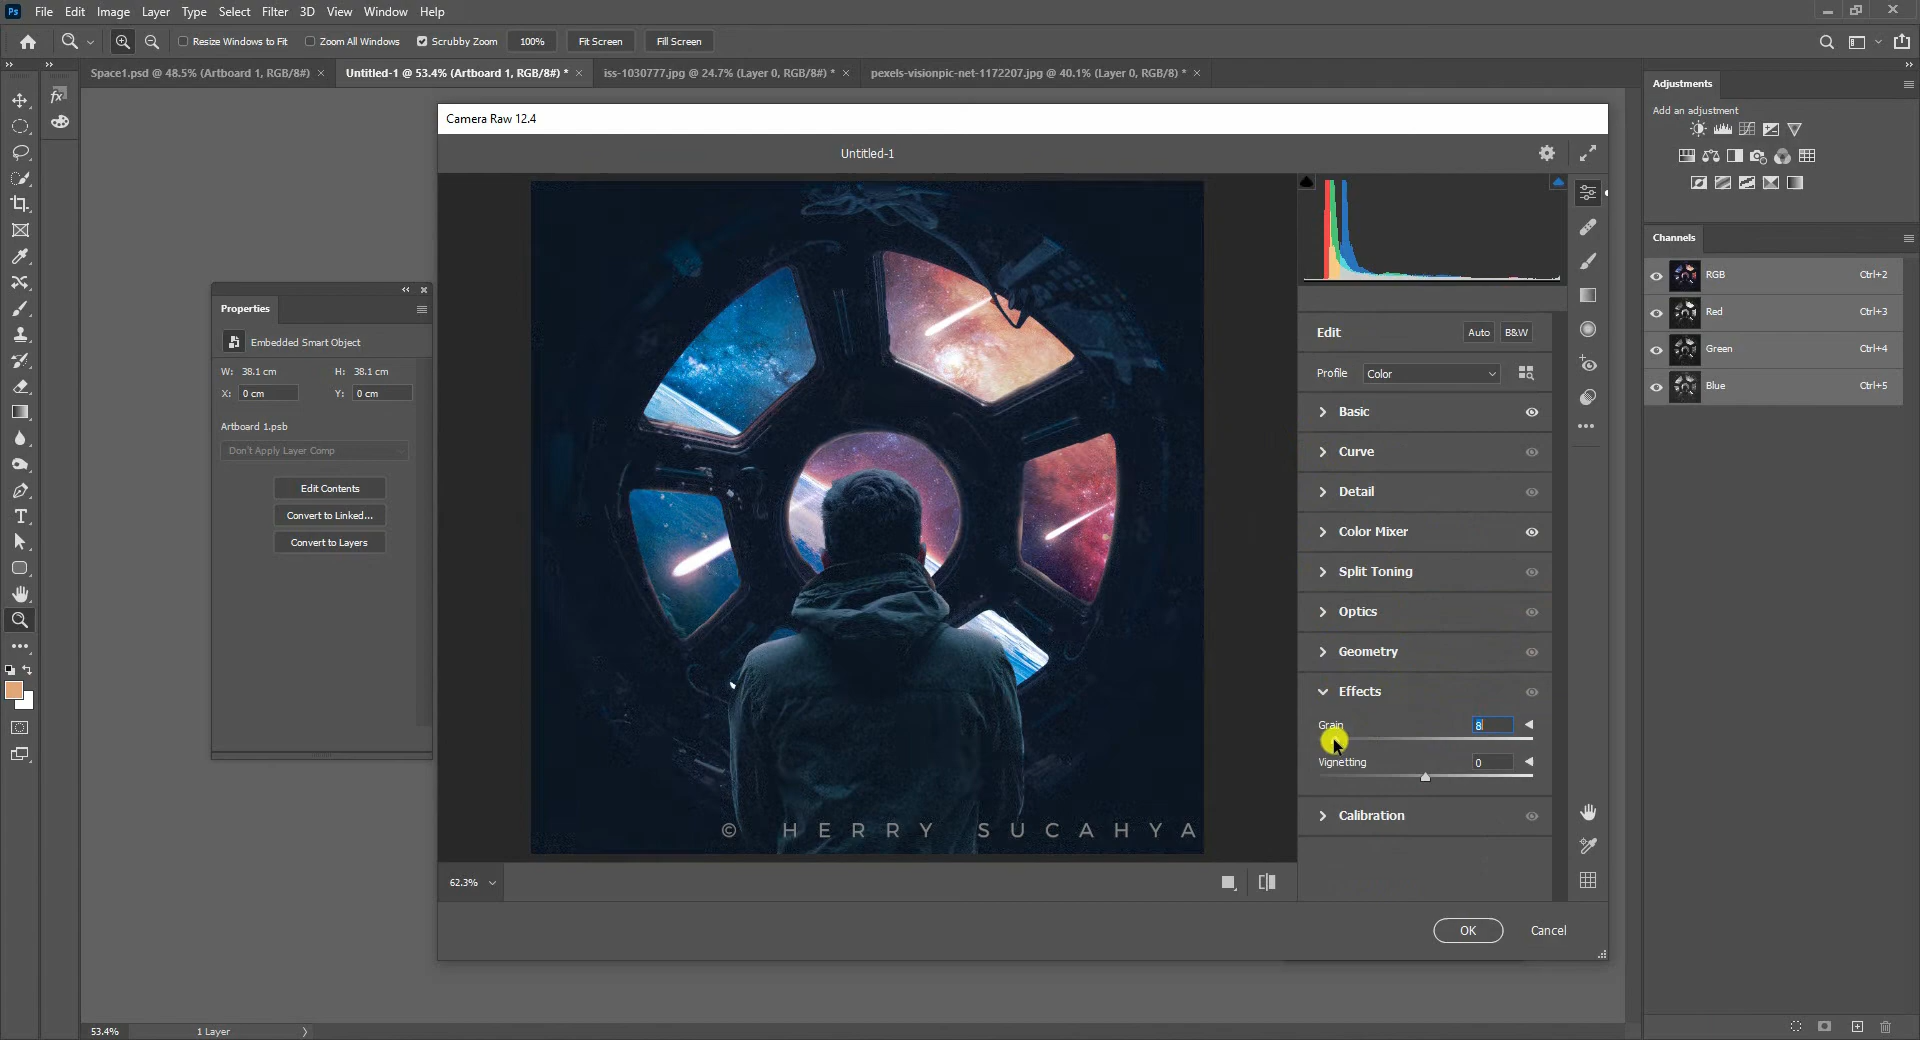 Ps File Edit Image Layer Type Select Filter 3D View Window Help
Resize Windows to Fit Zoom All Windows Scrubby Zoom 100% Fit Screen Fill Screen
Space1.psd @ 48.5% (Artboard 1, RGB/8#) × Untitled-1 @ 53.4% (Artboard 1, RGB/8#) * × iss-1030777.jpg @ 24.7% (Layer 0, RGB/8#) * × pexels-visionpic-net-1172207.jpg @ 40.1% (Layer 0, RGB/8) * ×
Adjustments
Add an adjustment
Camera Raw 12.4
Untitled-1
Channels
RGB Ctrl+2
Red Ctrl+3
Green Ctrl+4
Blue Ctrl+5
Properties
Embedded Smart Object
W: 38.1 cm H: 38.1 cm
X: 0 cm Y: 0 cm
Artboard 1.psb
Don't Apply Layer Comp
Edit Contents
Convert to Linked...
Convert to Layers
Edit Auto B&W
Profile Color
Basic
Curve
Detail
Color Mixer
Split Toning
Optics
Geometry
Effects
Grain 8
Vignetting 0
Calibration
© HERRY SUCAHYA
62.3%
OK Cancel
53.4% 1 Layer